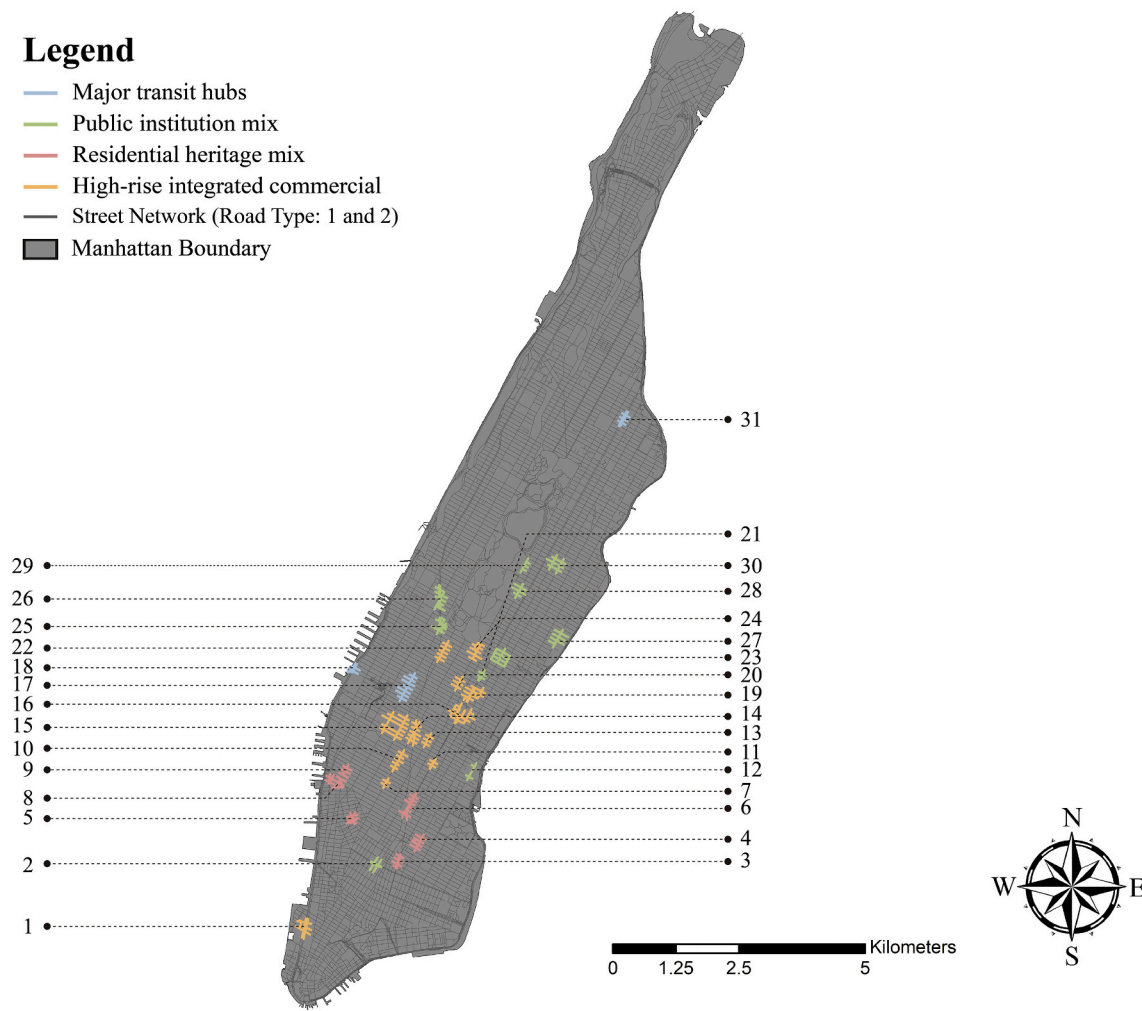 Legend
Major transit hubs
Public institution mix
Residential heritage mix
High-rise integrated commercial
Street Network (Road Type: 1 and 2)
Manhattan Boundary
29
26
25
22
18
17
16
15
10
9
8
5
2
1
31
21
30
28
24
27
23
20
19
14
13
11
12
7
6
4
3
N
W
E
S
Kilometers
0
1.25
2.5
5